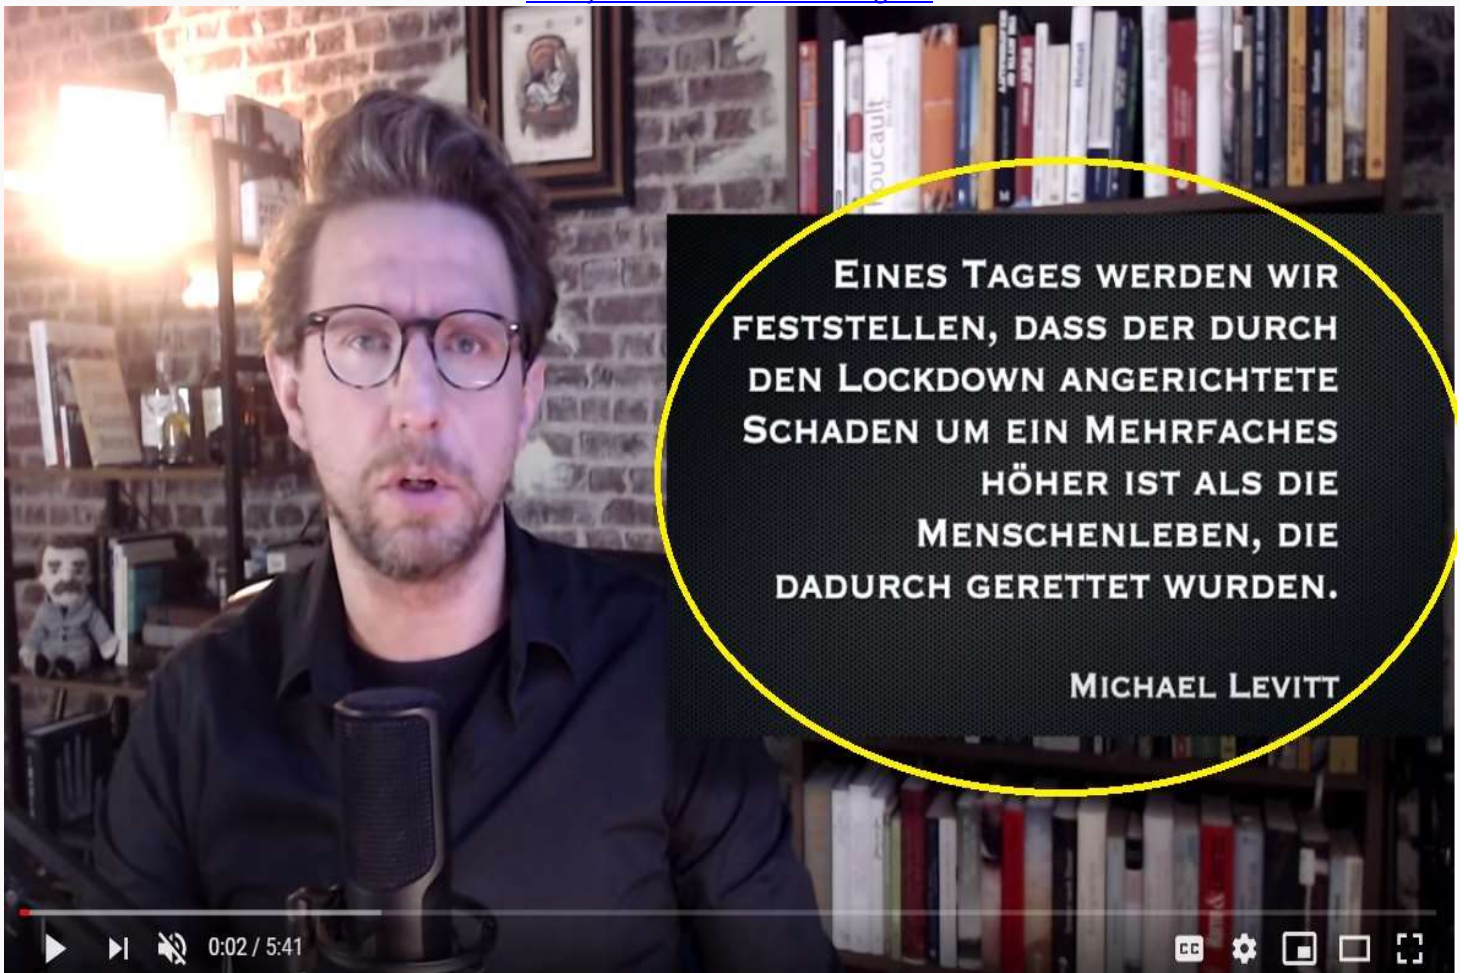 Foucault
EINES TAGES WERDEN WIR
FESTSTELLEN, DASS DER DURCH
DEN LOCKDOWN ANGERICHTETE
SCHADEN UM EIN MEHRFACHES
HÖHER IST ALS DIE
MENSCHENLEBEN, DIE
DADURCH GERETTET WURDEN.
MICHAEL LEVITT
0:02 / 5:41
CC